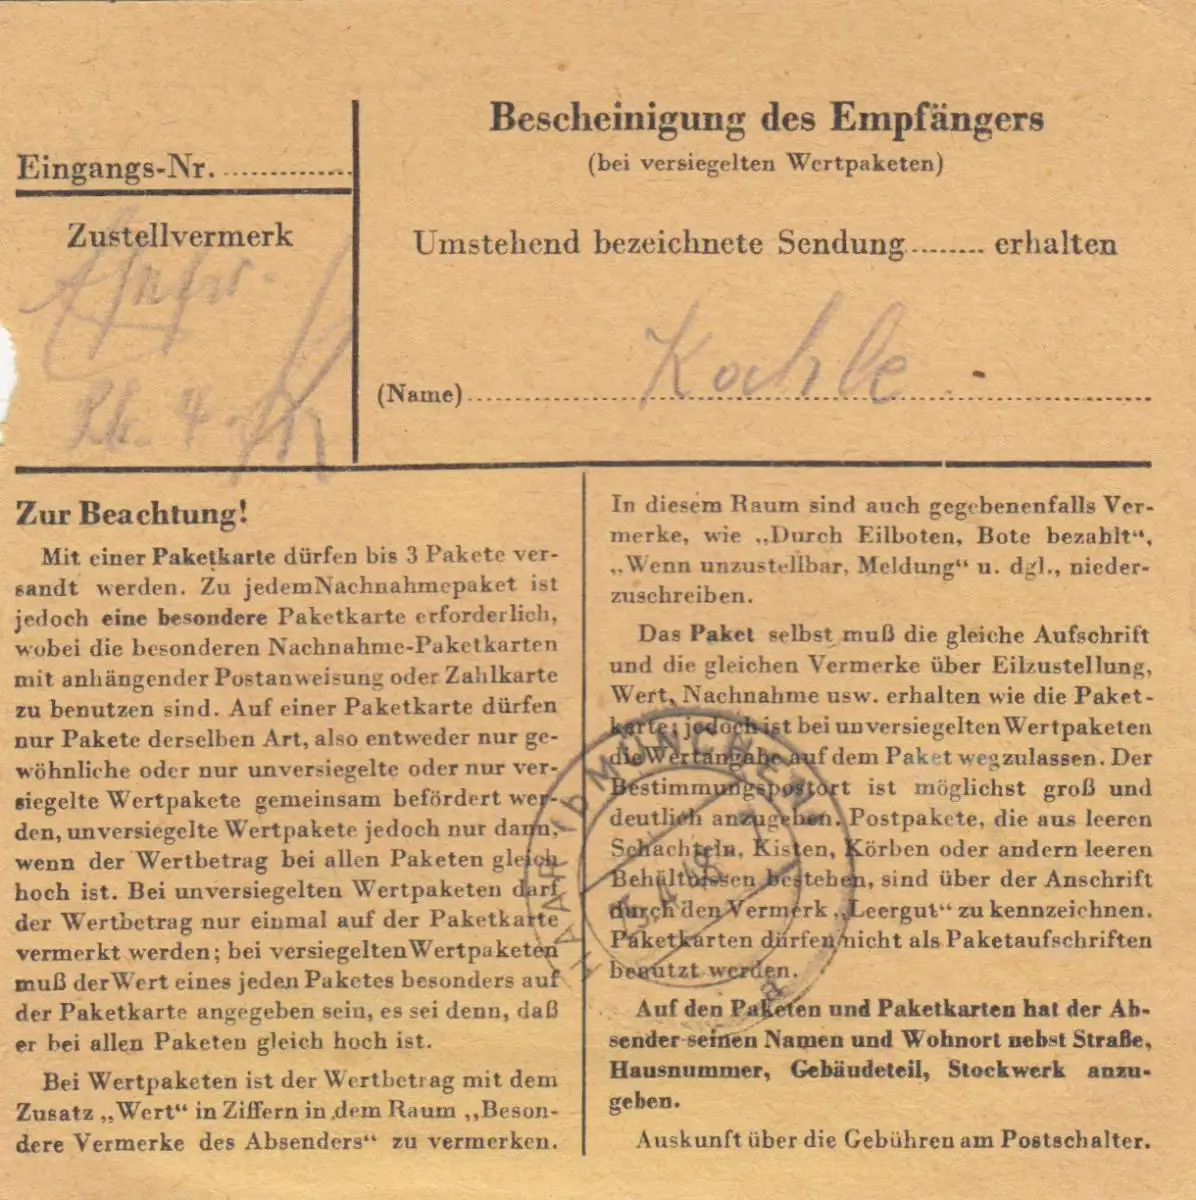 Eingangs-Nr.
Zustellvermerk
Bescheinigung des Empfängers
(bei versiegelten Wertpaketen)
Umstehend bezeichnete Sendung........ erhalten
Kahle
(Name)
Zur Beachtung!
Mit einer Paketkarte dürfen bis 3 Pakete ver-
sandt werden. Zu jedem Nachnahmepaket ist
jedoch eine besondere Paketkarte erforderlich,
wobei die besonderen Nachnahme-Paketkarten
mit anhängender Postanweisung oder Zahlkarte
zu benutzen sind. Auf einer Paketkarte dürfen
nur Pakete derselben Art, also entweder nur ge-
wöhnliche oder nur unversiegelte oder nur ver-
siegelte Wertpakete gemeinsam befördert wer-
den, unversiegelte Wertpakete jedoch nur dann,
wenn der Wertbetrag bei allen Paketen gleich
hoch ist. Bei unversiegelten Wertpaketen darf
der Wertbetrag nur einmal auf der Paketkarte
vermerkt werden; bei versiegelten Wertpaketen
muß der Wert eines jeden Paketes besonders auf
der Paketkarte angegeben sein, es sei denn, daß
er bei allen Paketen gleich hoch ist.
Bei Wertpaketen ist der Wertbetrag mit dem
Zusatz „Wert“ in Ziffern in dem Raum „Beson-
dere Vermerke des Absenders“ zu vermerken.
In diesem Raum sind auch gegebenenfalls Ver-
merke, wie „Durch Eilboten, Bote bezahlt“,
„Wenn unzustellbar, Meldung“ u. dgl., nieder-
zuschreiben.
Das Paket selbst muß die gleiche Aufschrift
und die gleichen Vermerke über Eilzustellung,
Wert, Nachnahme usw. erhalten wie die Paket-
karte; jedoch ist bei unversiegelten Wertpaketen
die Wertangabe auf dem Paket wegzulassen. Der
Bestimmungspostort ist möglichst groß und
deutlich anzugeben. Postpakete, die aus leeren
Schachteln, Kisten, Körben oder andern leeren
Behältnissen bestehen, sind über der Anschrift
durch den Vermerk „Leergut“ zu kennzeichnen.
Paketkarten dürfen nicht als Paketaufschriften
benutzt werden.
Auf den Paketen und Paketkarten hat der Ab-
sender seinen Namen und Wohnort nebst Straße,
Hausnummer, Gebäudeteil, Stockwerk anzu-
geben.
Auskunft über die Gebühren am Postschalter.
HAAR (B MÜNCHEN)